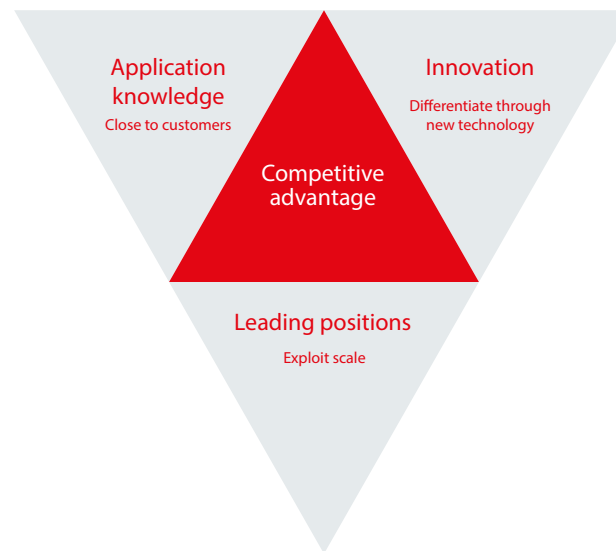 Application
knowledge
Close to customers
Innovation
Differentiate through
new technology
Competitive
advantage
Leading positions
Exploit scale